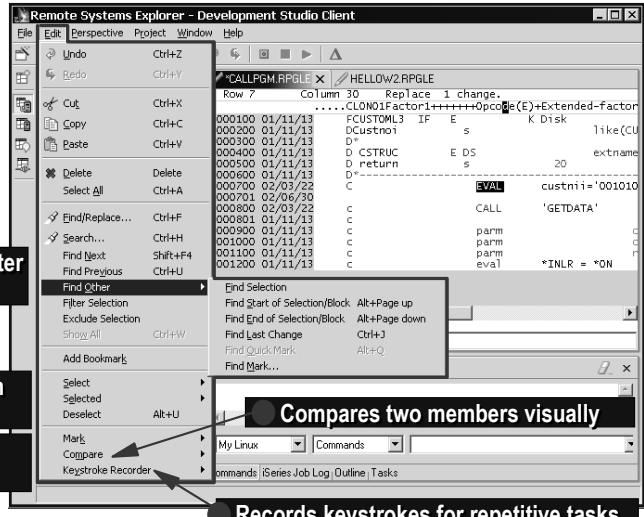 Remote Systems Explorer - Development Studio Client
File Edit Perspective Project Window Help
Undo Ctrl+Z
Redo Ctrl+Y
Cut Ctrl+X
Copy Ctrl+C
Paste Ctrl+V
Delete Delete
Select All Ctrl+A
Find/Replace... Ctrl+F
Search... Ctrl+H
Find Next Shift+F4
Find Previous Ctrl+U
Find Other
Filter Selection
Exclude Selection
Show All Ctrl+W
Add Bookmark
Select
Selected
Deselect Alt+U
Mark
Compare
Keystroke Recorder
Find Selection
Find Start of Selection/Block Alt+Page up
Find End of Selection/Block Alt+Page down
Find Last Change Ctrl+J
Find Quick Mark Alt+Q
Find Mark...
*CALLPGM.RPGLE HELLOW2.RPGLE
Row 7 Column 30 Replace 1 change.
.....CLON01Factor1+++++++Opcode(E)+Extended-factor
000100 01/11/13 FCUSTOML3 IF E K Disk
000200 01/11/13 DCustnoi s like(CU
000300 01/11/13 D*
000400 01/11/13 D CSTRUC E DS extname
000500 01/11/13 D return s 20
000600 01/11/13 D*
000700 02/03/22 C EVAL custnii='001010
000701 02/06/30
000800 02/03/22 c CALL 'GETDATA'
000801 01/11/13 c
000900 01/11/13 c parm
001000 01/11/13 c parm
001100 01/11/13 c parm
001200 01/11/13 c eval *INLR = *ON
Compares two members visually
My Linux Commands
ommands iSeries Job Log Outline Tasks
Records keystrokes for repetitive tasks